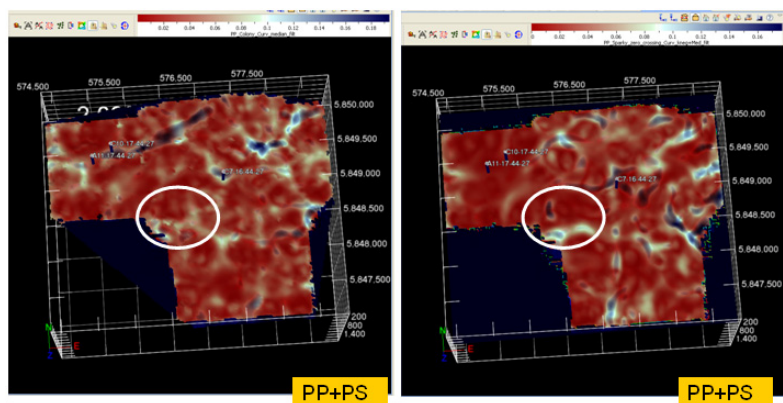 0.02 0.04 0.06 0.08 0.1 0.12 0.14 0.16
PP_Colony_Curv_median_filt
574.500 575.500 576.500 577.500
5.850.000
5.849.500
5.849.000
5.848.500
5.848.000
5.847.500
200
800
1.400
C10-17-44-27
A11-17-44-27
C7-16-44-27
N
E
PP+PS
0 0.02 0.04 0.06 0.08 0.1 0.12 0.14 0.16
574.500 575.500 576.500 577.500
5.850.000
5.849.500
5.849.000
5.848.500
5.848.000
5.847.500
200
800
1.400
C10-17-44-27
A11-17-44-27
C7-16-44-27
N
E
PP+PS